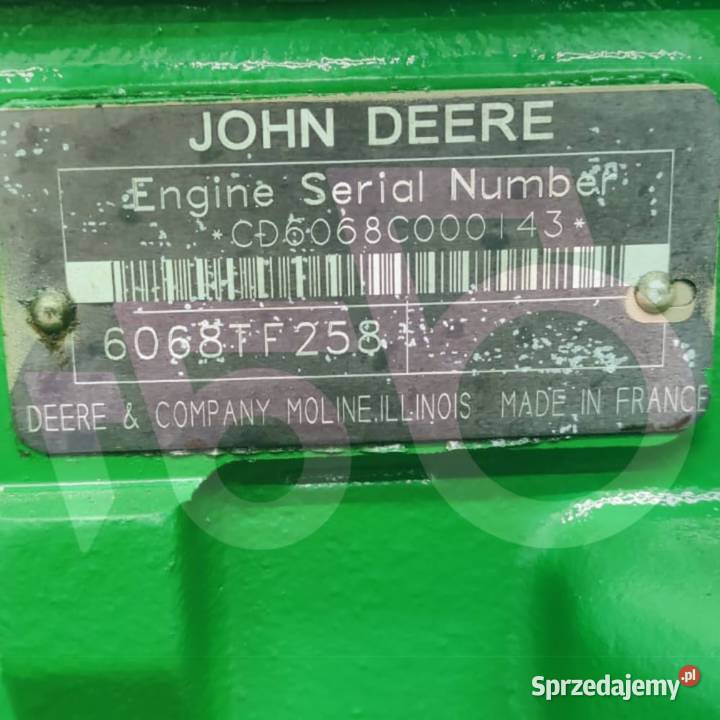 JOHN DEERE
Engine Serial Number
*CD6068C000143*
6068TF258
DEERE & COMPANY MOLINE, ILLINOIS MADE IN FRANCE
Sprzedajemy.pl